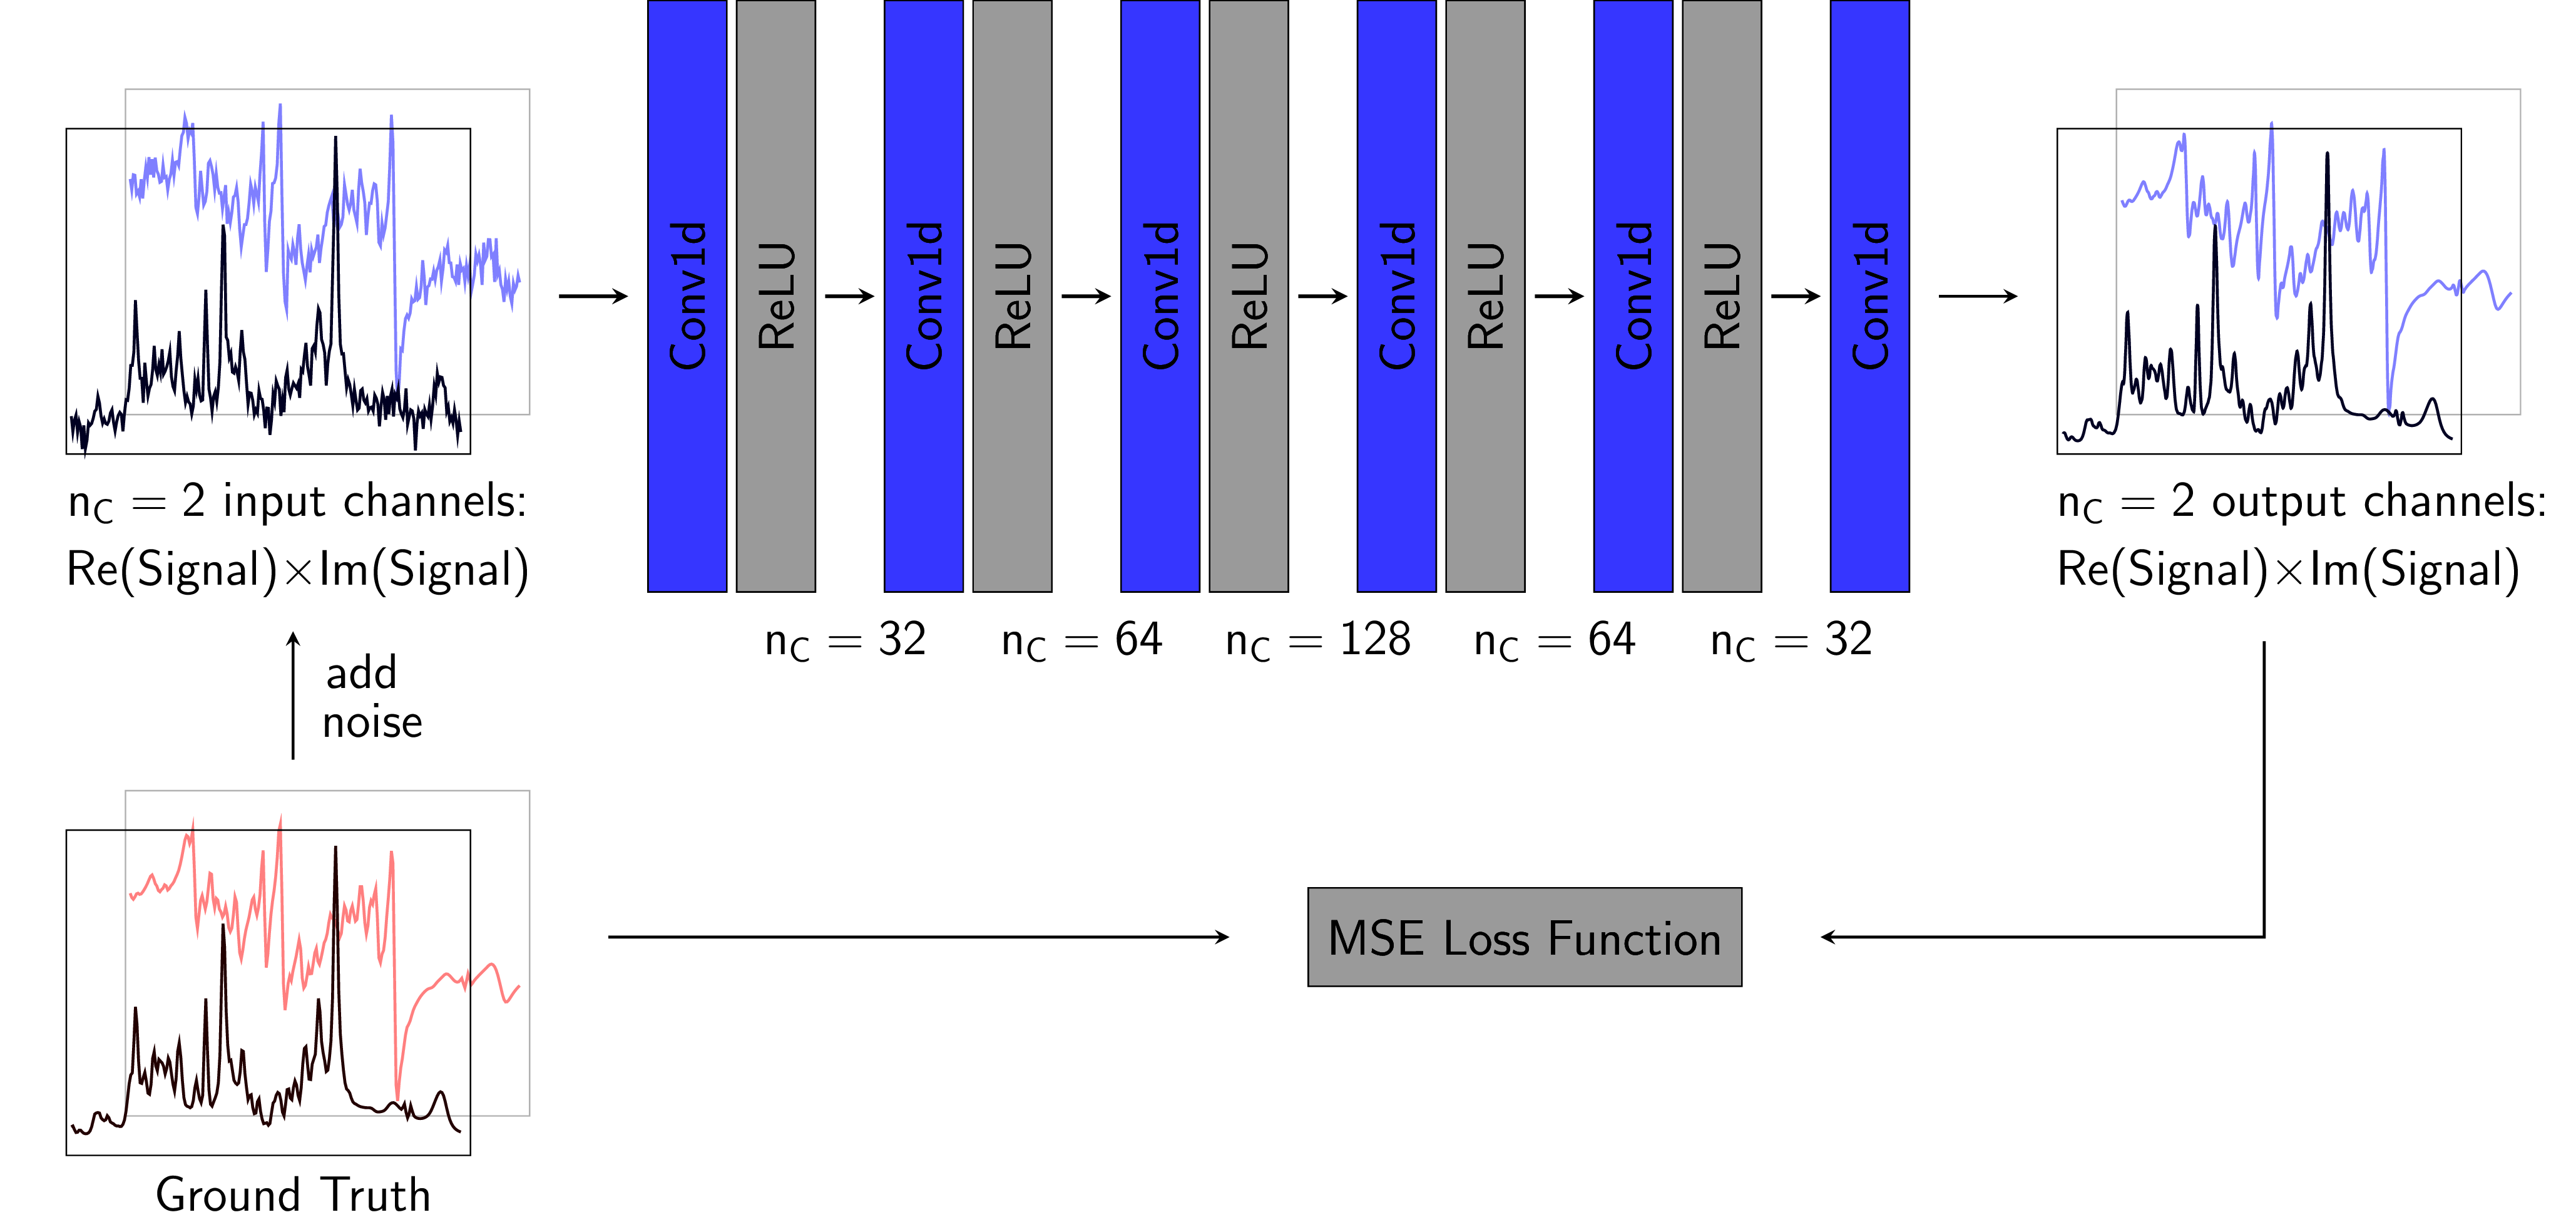 Conv1d
ReLU
Conv1d
ReLU
Conv1d
ReLU
Conv1d
ReLU
Conv1d
ReLU
Conv1d
n_C = 2 input channels:
Re(Signal)×Im(Signal)
n_C = 2 output channels:
Re(Signal)×Im(Signal)
n_C = 32
n_C = 64
n_C = 128
n_C = 64
n_C = 32
add
noise
MSE Loss Function
Ground Truth